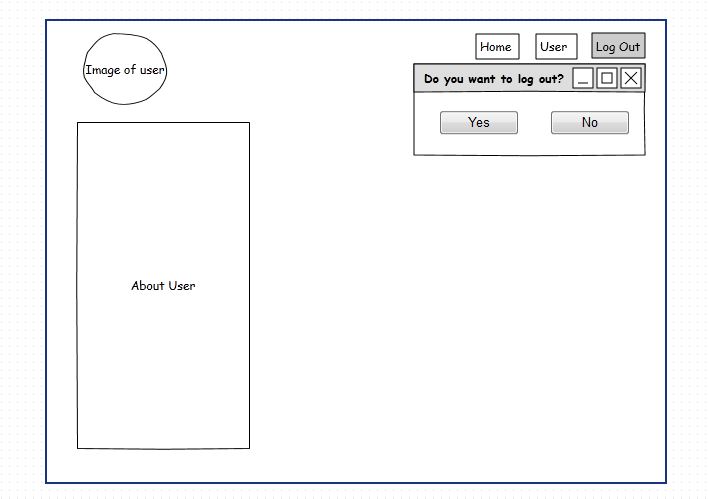 Home
User
Log Out
Image of user
Do you want to log out?
Yes
No
About User